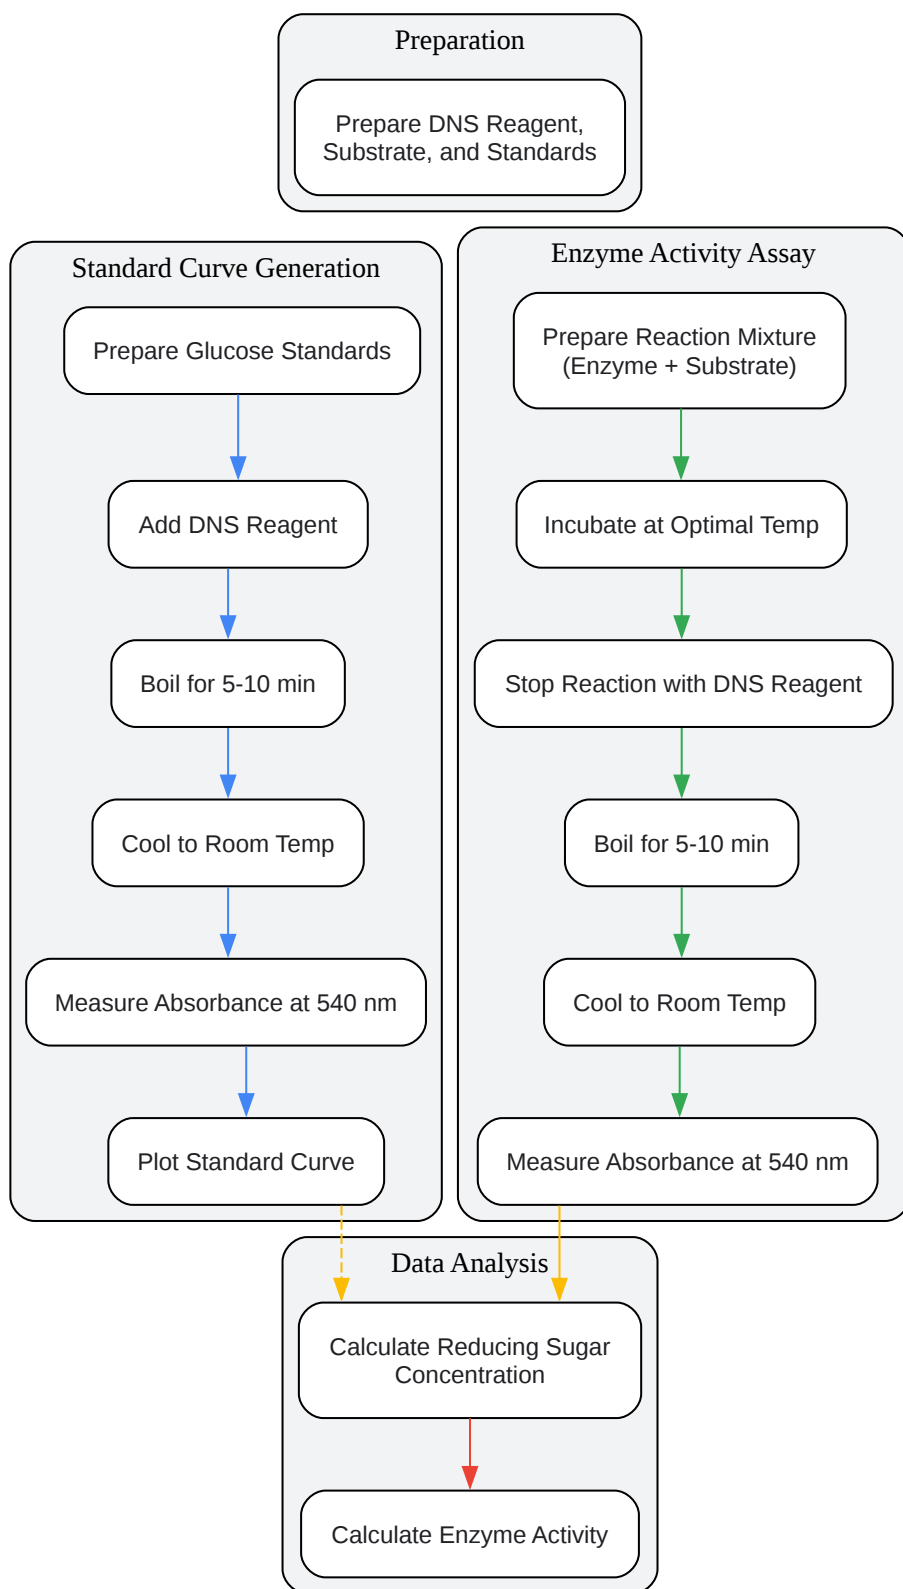 Preparation
Prepare DNS Reagent,
Substrate, and Standards
Standard Curve Generation
Prepare Glucose Standards
Add DNS Reagent
Boil for 5-10 min
Cool to Room Temp
Measure Absorbance at 540 nm
Plot Standard Curve
Enzyme Activity Assay
Prepare Reaction Mixture
(Enzyme + Substrate)
Incubate at Optimal Temp
Stop Reaction with DNS Reagent
Boil for 5-10 min
Cool to Room Temp
Measure Absorbance at 540 nm
Data Analysis
Calculate Reducing Sugar
Concentration
Calculate Enzyme Activity